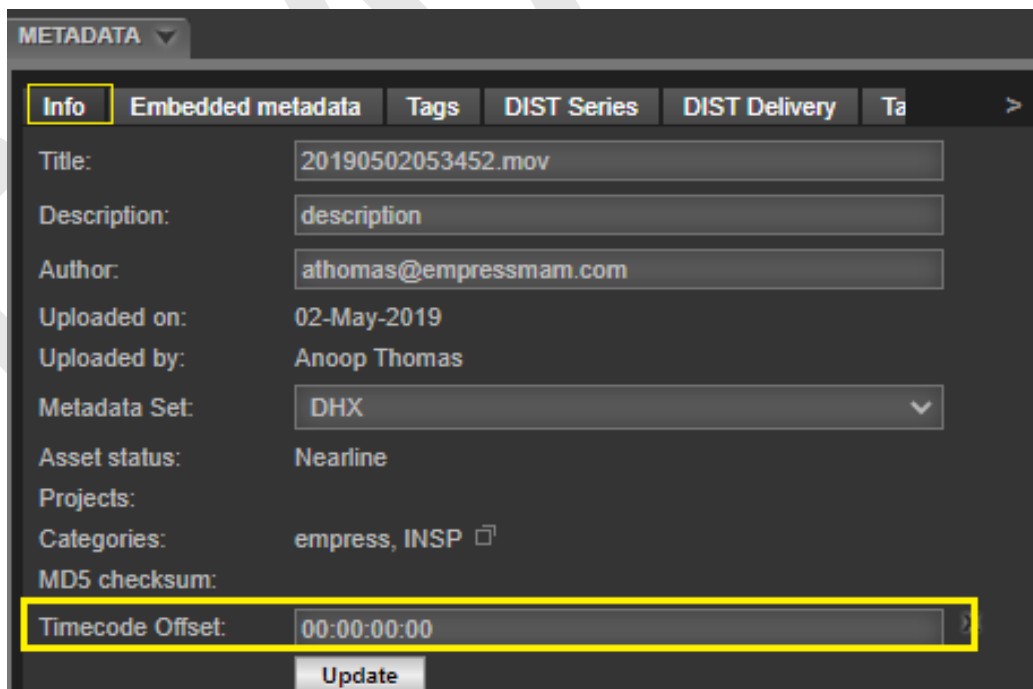 METADATA
Info Embedded metadata Tags DIST Series DIST Delivery Ta >
Title: 20190502053452.mov
Description: description
Author: athomas@empressmam.com
Uploaded on: 02-May-2019
Uploaded by: Anoop Thomas
Metadata Set: DHX
Asset status: Nearline
Projects:
Categories: empress, INSP
MD5 checksum:
Timecode Offset: 00:00:00:00
Update